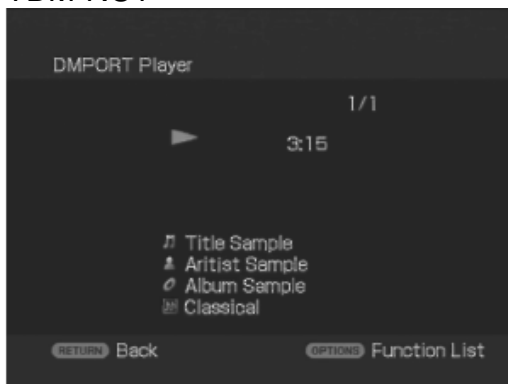 DMPORT Player
1/1
3:15
Title Sample
Aritist Sample
Album Sample
Classical
RETURN Back
OPTIONS Function List